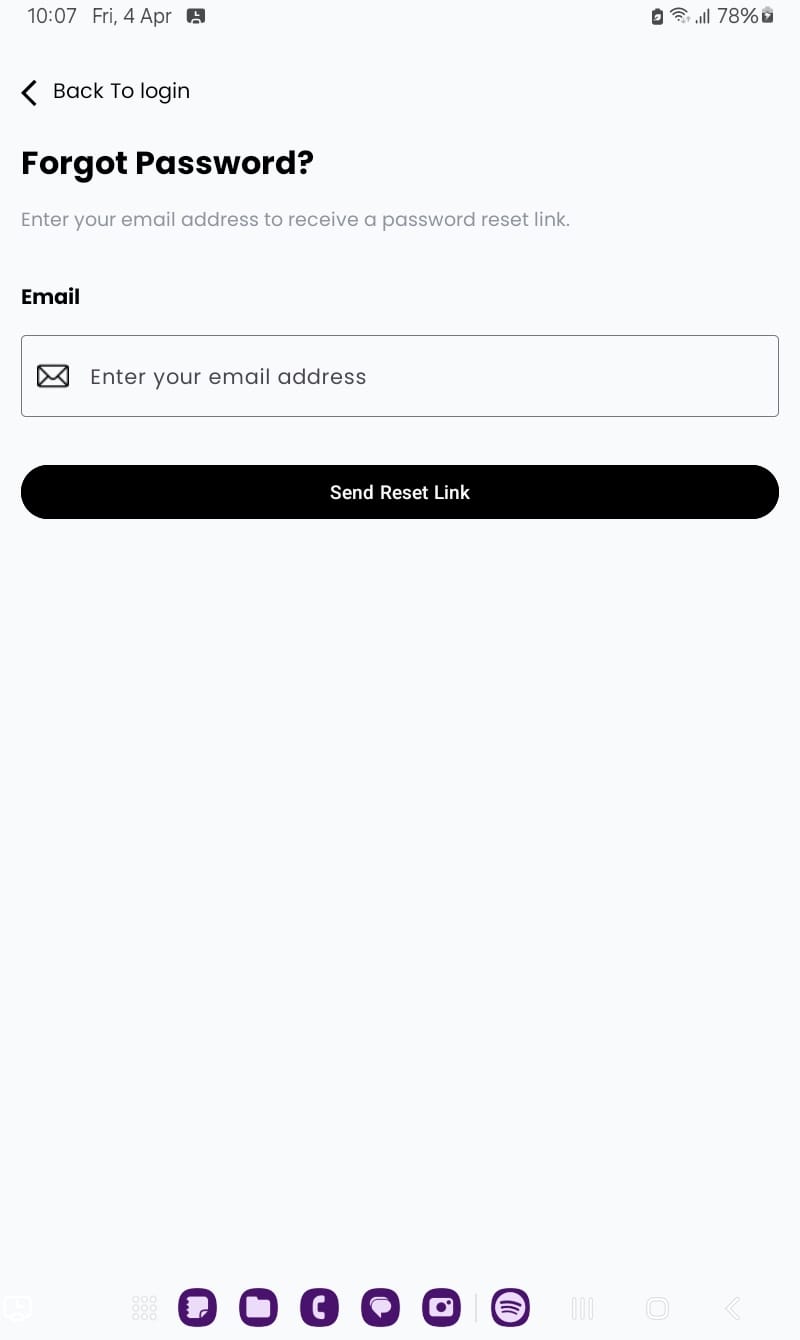 10:07 Fri, 4 Apr 78%
Back To login
Forgot Password?
Enter your email address to receive a password reset link.
Email
Enter your email address
Send Reset Link